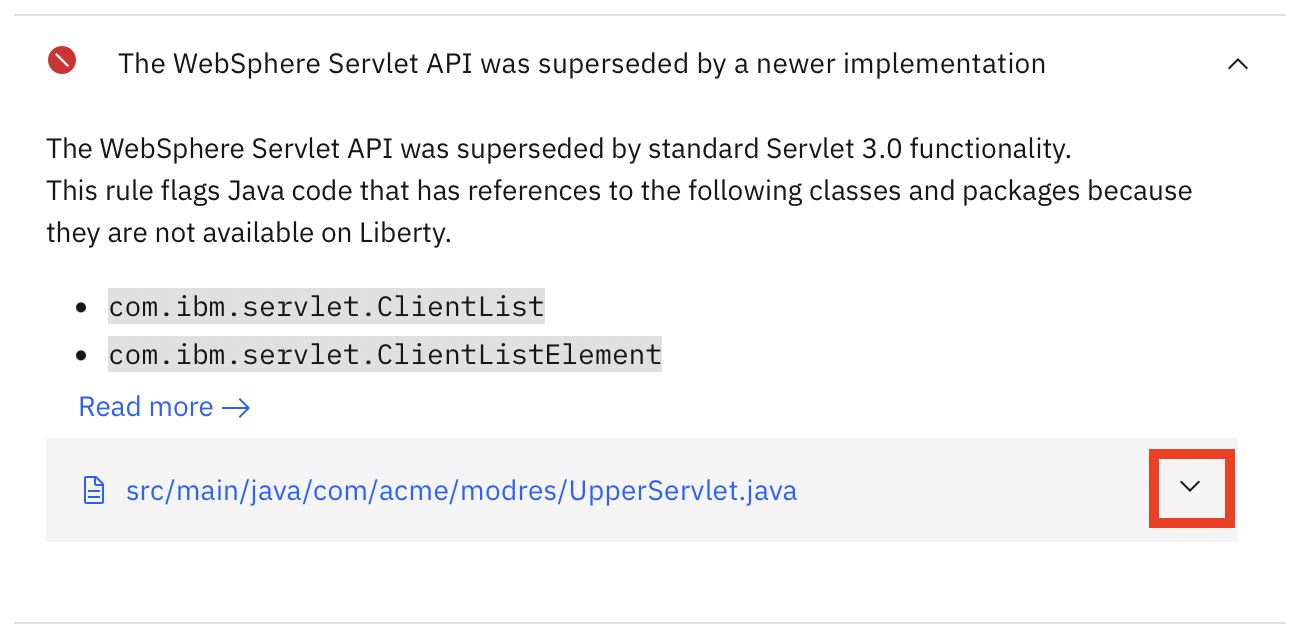 The WebSphere Servlet API was superseded by a newer implementation
The WebSphere Servlet API was superseded by standard Servlet 3.0 functionality.
This rule flags Java code that has references to the following classes and packages because
they are not available on Liberty.
com.ibm.servlet.ClientList
com.ibm.servlet.ClientListElement
Read more →
src/main/java/com/acme/modres/UpperServlet.java